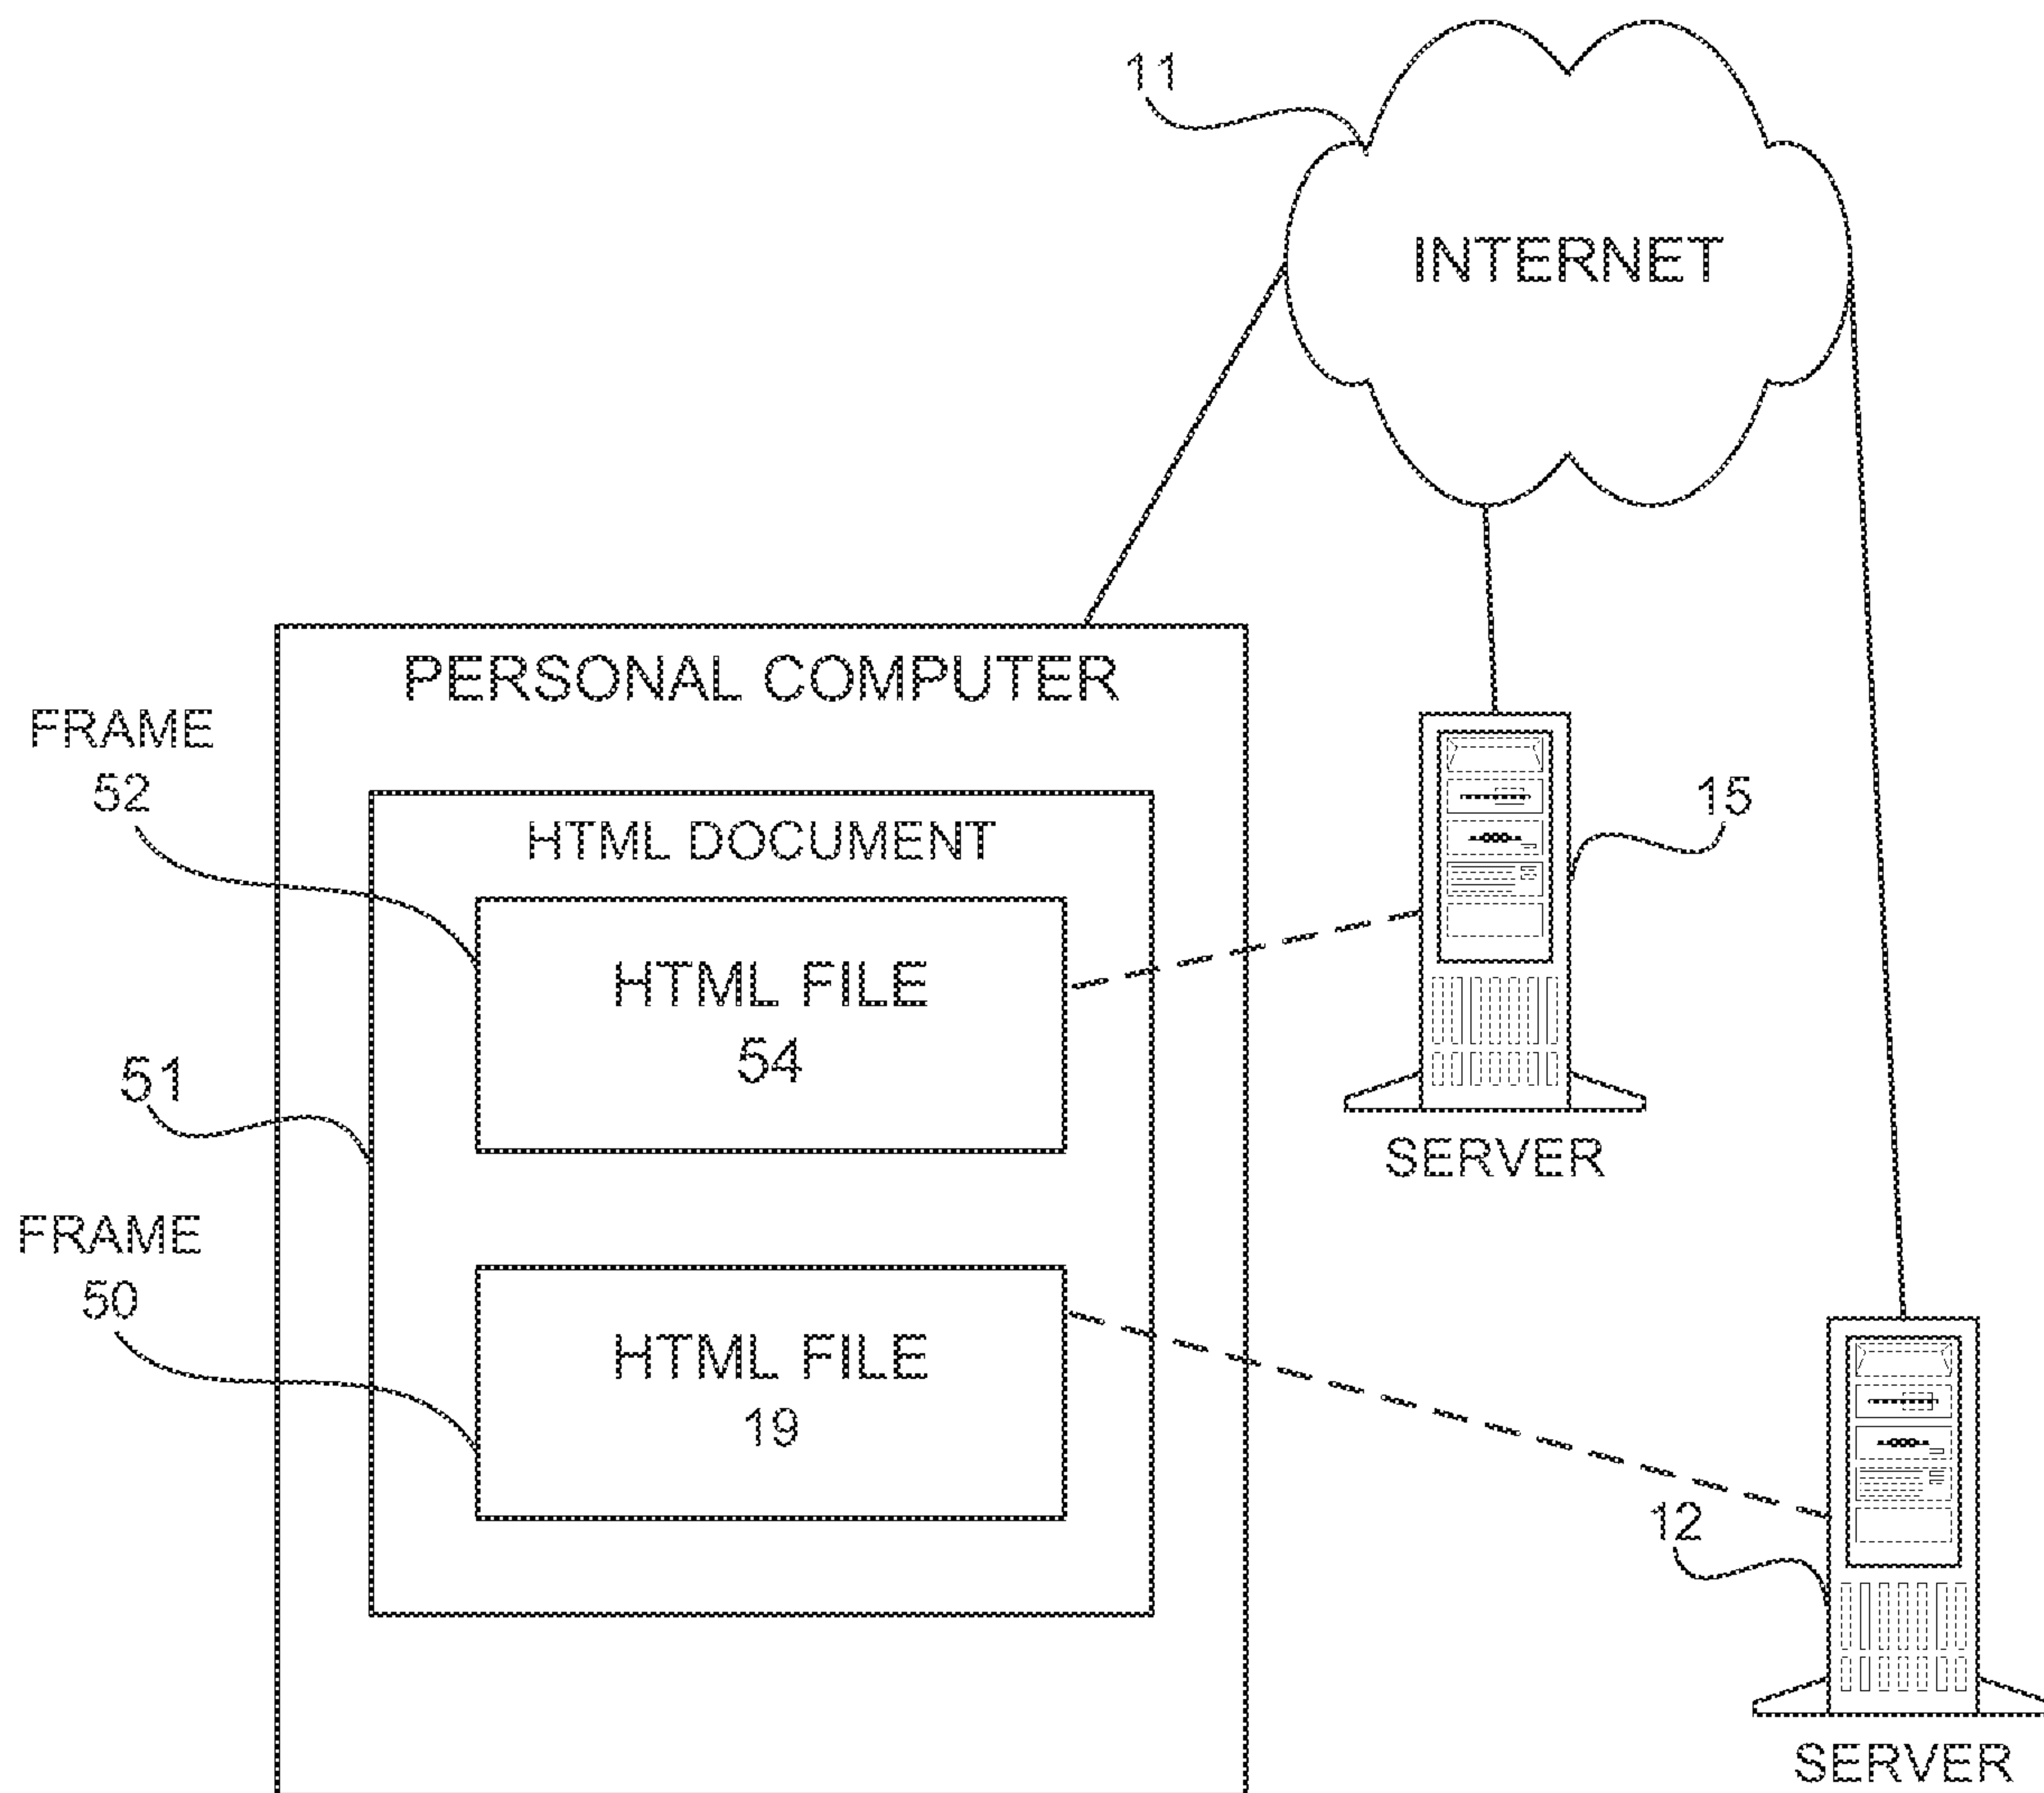 11
INTERNET
PERSONAL COMPUTER
FRAME
52
HTML DOCUMENT
15
HTML FILE
54
51
SERVER
FRAME
50
HTML FILE
19
12
SERVER